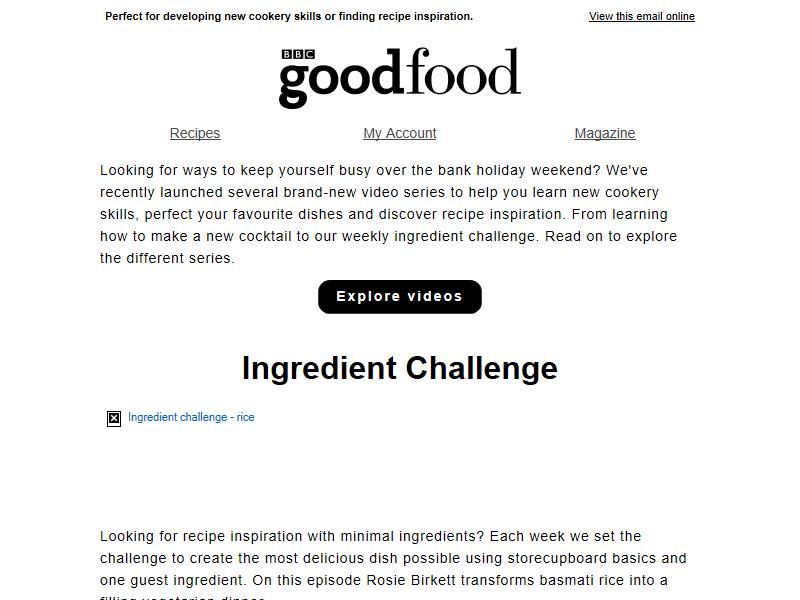 Perfect for developing new cookery skills or finding recipe inspiration.
View this email online
BBC
goodfood
Recipes
My Account
Magazine
Looking for ways to keep yourself busy over the bank holiday weekend? We've
recently launched several brand-new video series to help you learn new cookery
skills, perfect your favourite dishes and discover recipe inspiration. From learning
how to make a new cocktail to our weekly ingredient challenge. Read on to explore
the different series.
Explore videos
Ingredient Challenge
Ingredient challenge - rice
Looking for recipe inspiration with minimal ingredients? Each week we set the
challenge to create the most delicious dish possible using storecupboard basics and
one guest ingredient. On this episode Rosie Birkett transforms basmati rice into a
filling vegetarian dinner